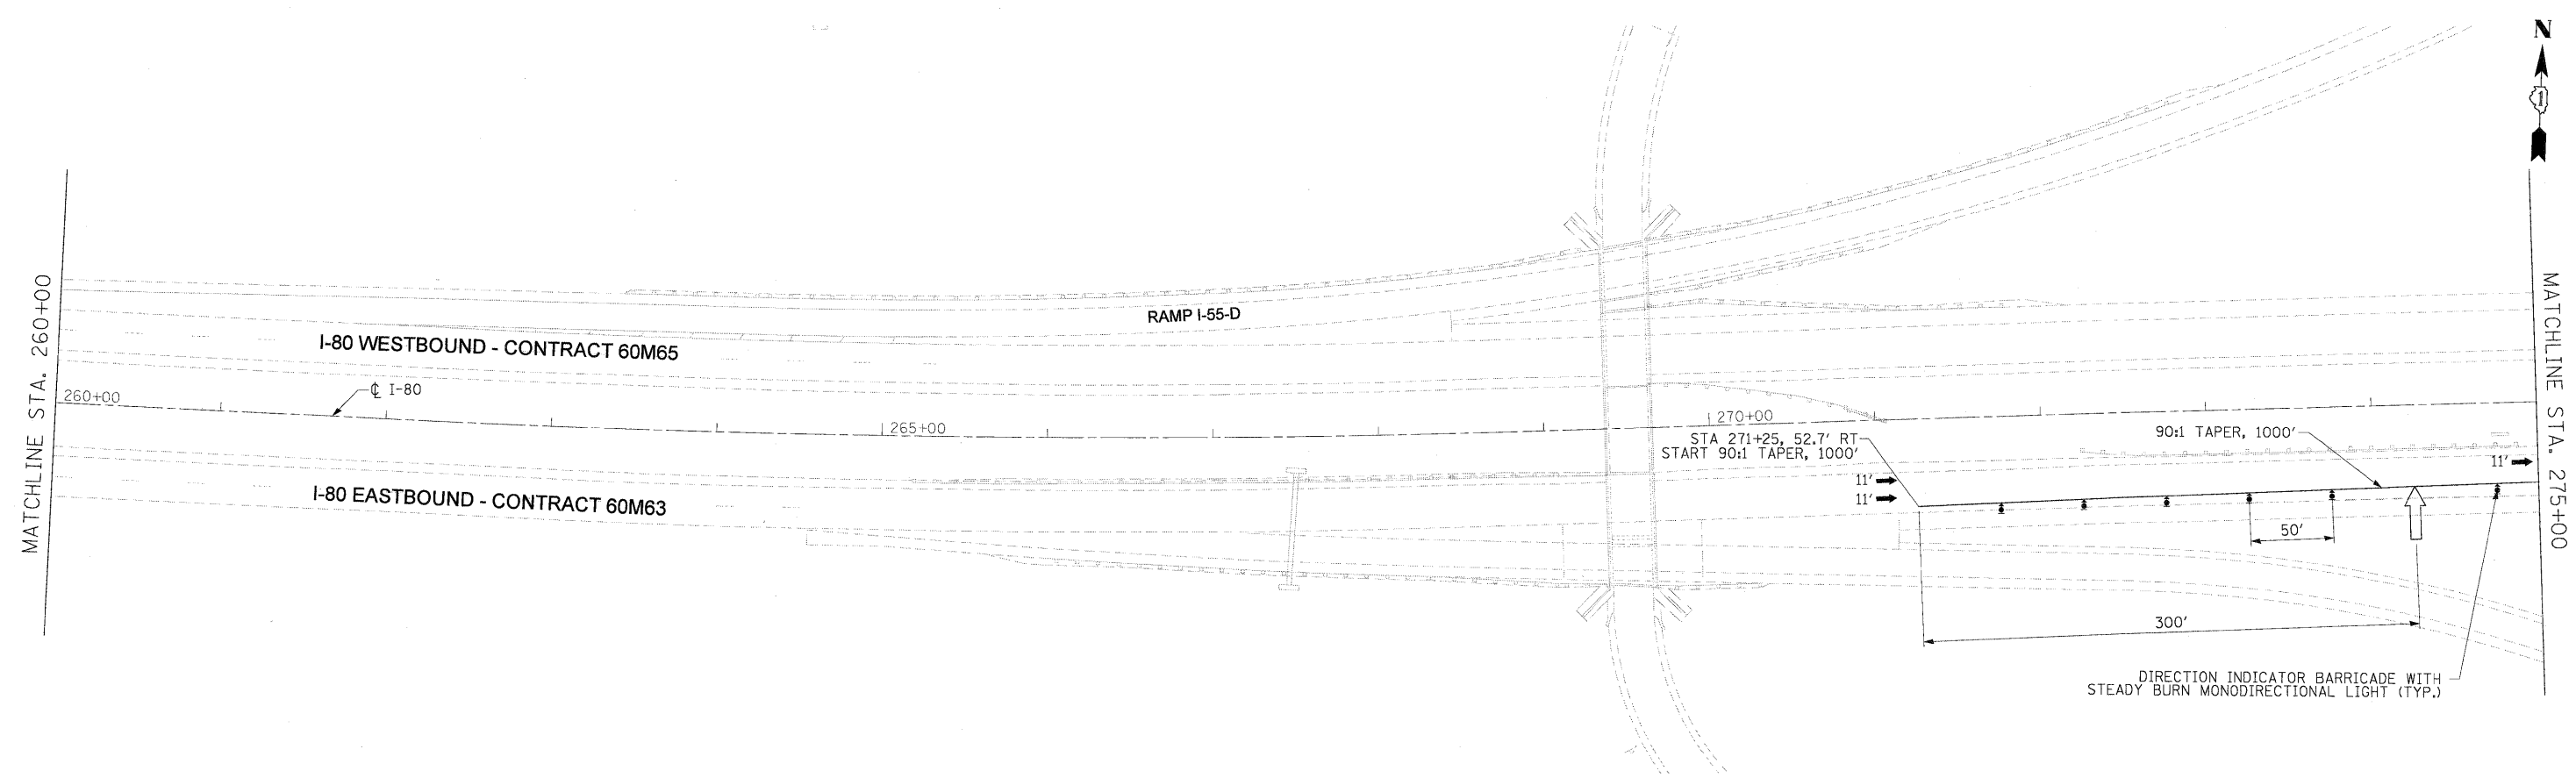 N
1
MATCHLINE STA. 260+00
RAMP I-55-D
I-80 WESTBOUND - CONTRACT 60M65
℄ I-80
260+00
265+00
270+00
STA 271+25, 52.7' RT
START 90:1 TAPER, 1000'
90:1 TAPER, 1000'
11'
11'
11'
I-80 EASTBOUND - CONTRACT 60M63
50'
300'
DIRECTION INDICATOR BARRICADE WITH
STEADY BURN MONODIRECTIONAL LIGHT (TYP.)
MATCHLINE STA. 275+00